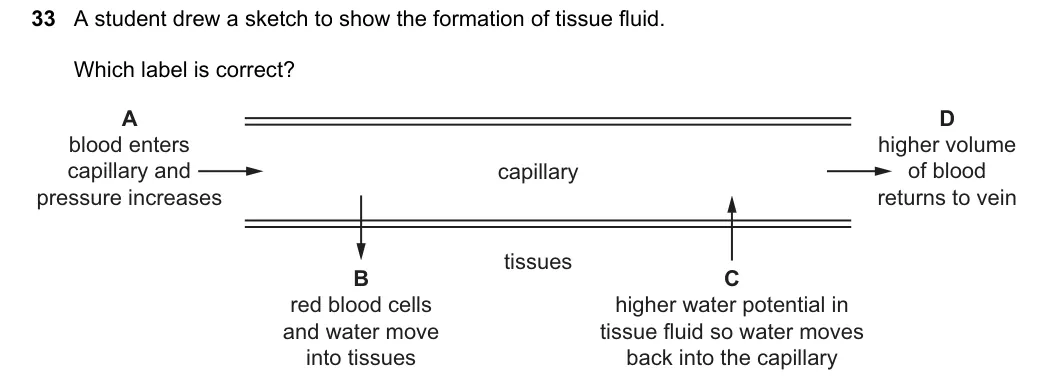 33 A student drew a sketch to show the formation of tissue fluid.
Which label is correct?
A
blood enters
capillary and
pressure increases
capillary
D
higher volume
of blood
returns to vein
tissues
B
red blood cells
and water move
into tissues
C
higher water potential in
tissue fluid so water moves
back into the capillary